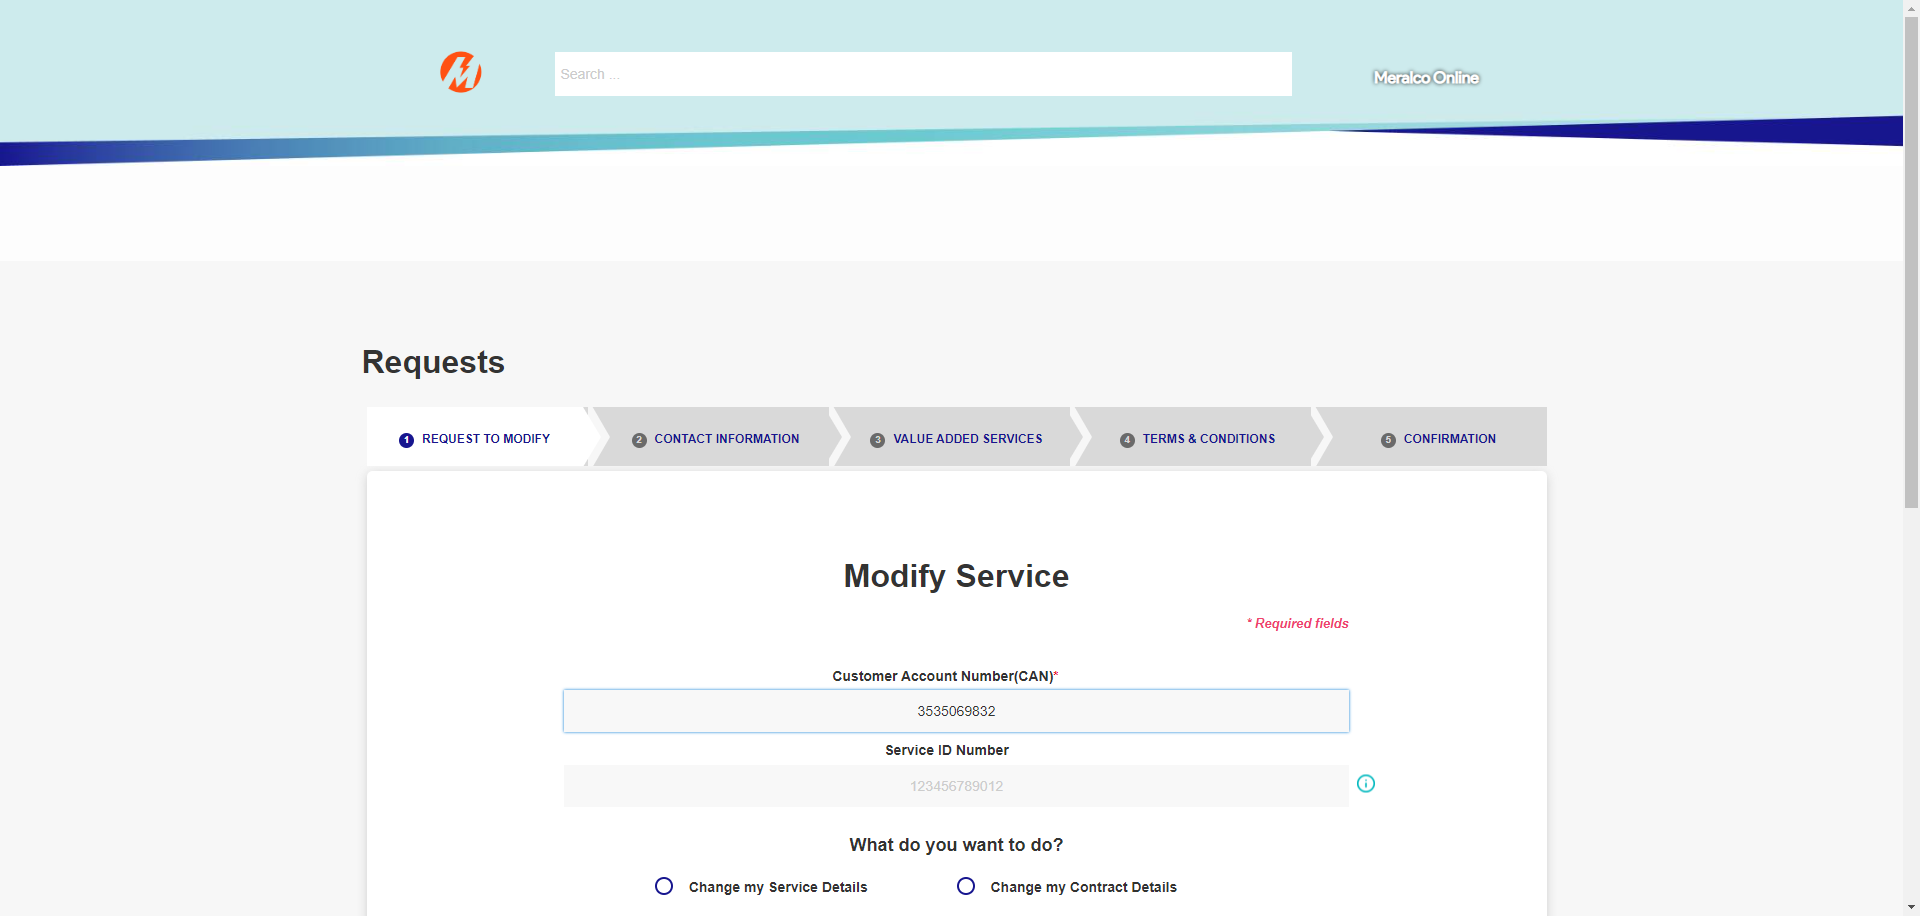 Search ...
Meralco Online
Requests
1 REQUEST TO MODIFY
2 CONTACT INFORMATION
3 VALUE ADDED SERVICES
4 TERMS & CONDITIONS
5 CONFIRMATION
Modify Service
* Required fields
Customer Account Number(CAN)*
3535069832
Service ID Number
123456789012
What do you want to do?
Change my Service Details
Change my Contract Details